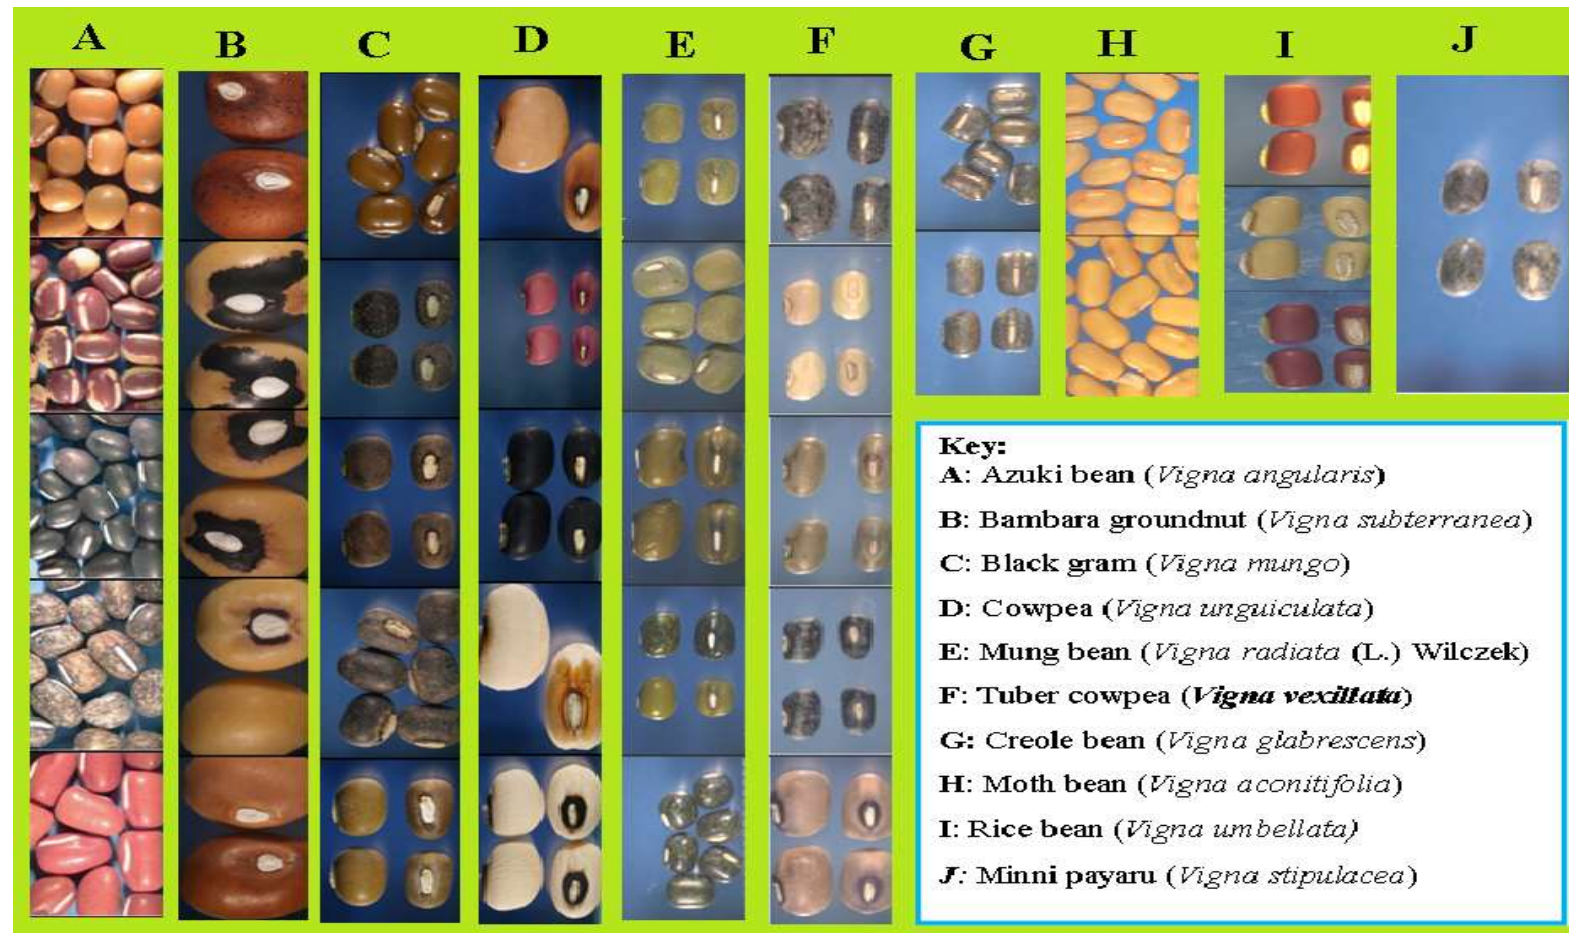 A B C D E F G H I J
Key:
A: Azuki bean (Vigna angularis)
B: Bambara groundnut (Vigna subterranea)
C: Black gram (Vigna mungo)
D: Cowpea (Vigna unguiculata)
E: Mung bean (Vigna radiata (L.) Wilczek)
F: Tuber cowpea (Vigna vexillata)
G: Creole bean (Vigna glabrescens)
H: Moth bean (Vigna aconitifolia)
I: Rice bean (Vigna umbellata)
J: Minni payaru (Vigna stipulacea)